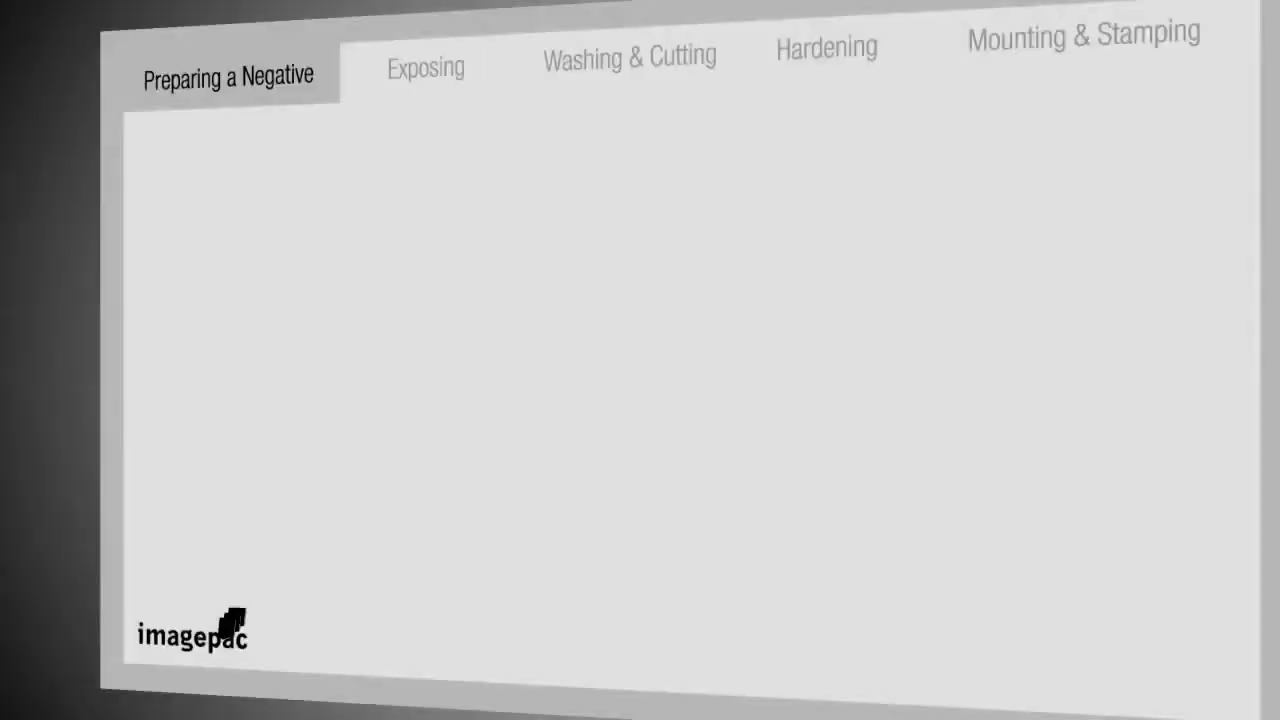 Preparing a Negative
Exposing
Washing & Cutting
Hardening
Mounting & Stamping
imagepac